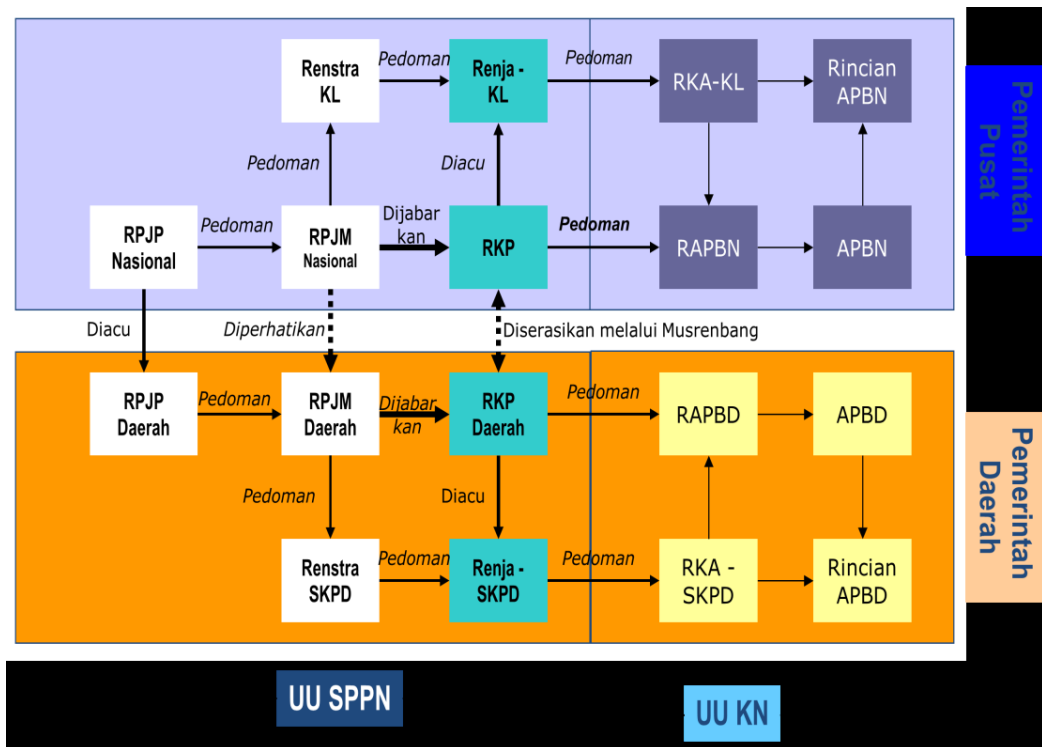 Renstra
KL
Pedoman
Renja -
KL
Pedoman
RKA-KL
Rincian
APBN
Pemerintah
Pusat
Pedoman
Diacu
RPJP
Nasional
Pedoman
RPJM
Nasional
Dijabar
kan
RKP
Pedoman
RAPBN
APBN
Diacu
Diperhatikan
Diserasikan melalui Musrenbang
RPJP
Daerah
Pedoman
RPJM
Daerah
Dijabar
kan
RKP
Daerah
Pedoman
RAPBD
APBD
Pemerintah
Daerah
Pedoman
Diacu
Renstra
SKPD
Pedoman
Renja -
SKPD
Pedoman
RKA -
SKPD
Rincian
APBD
UU SPPN
UU KN